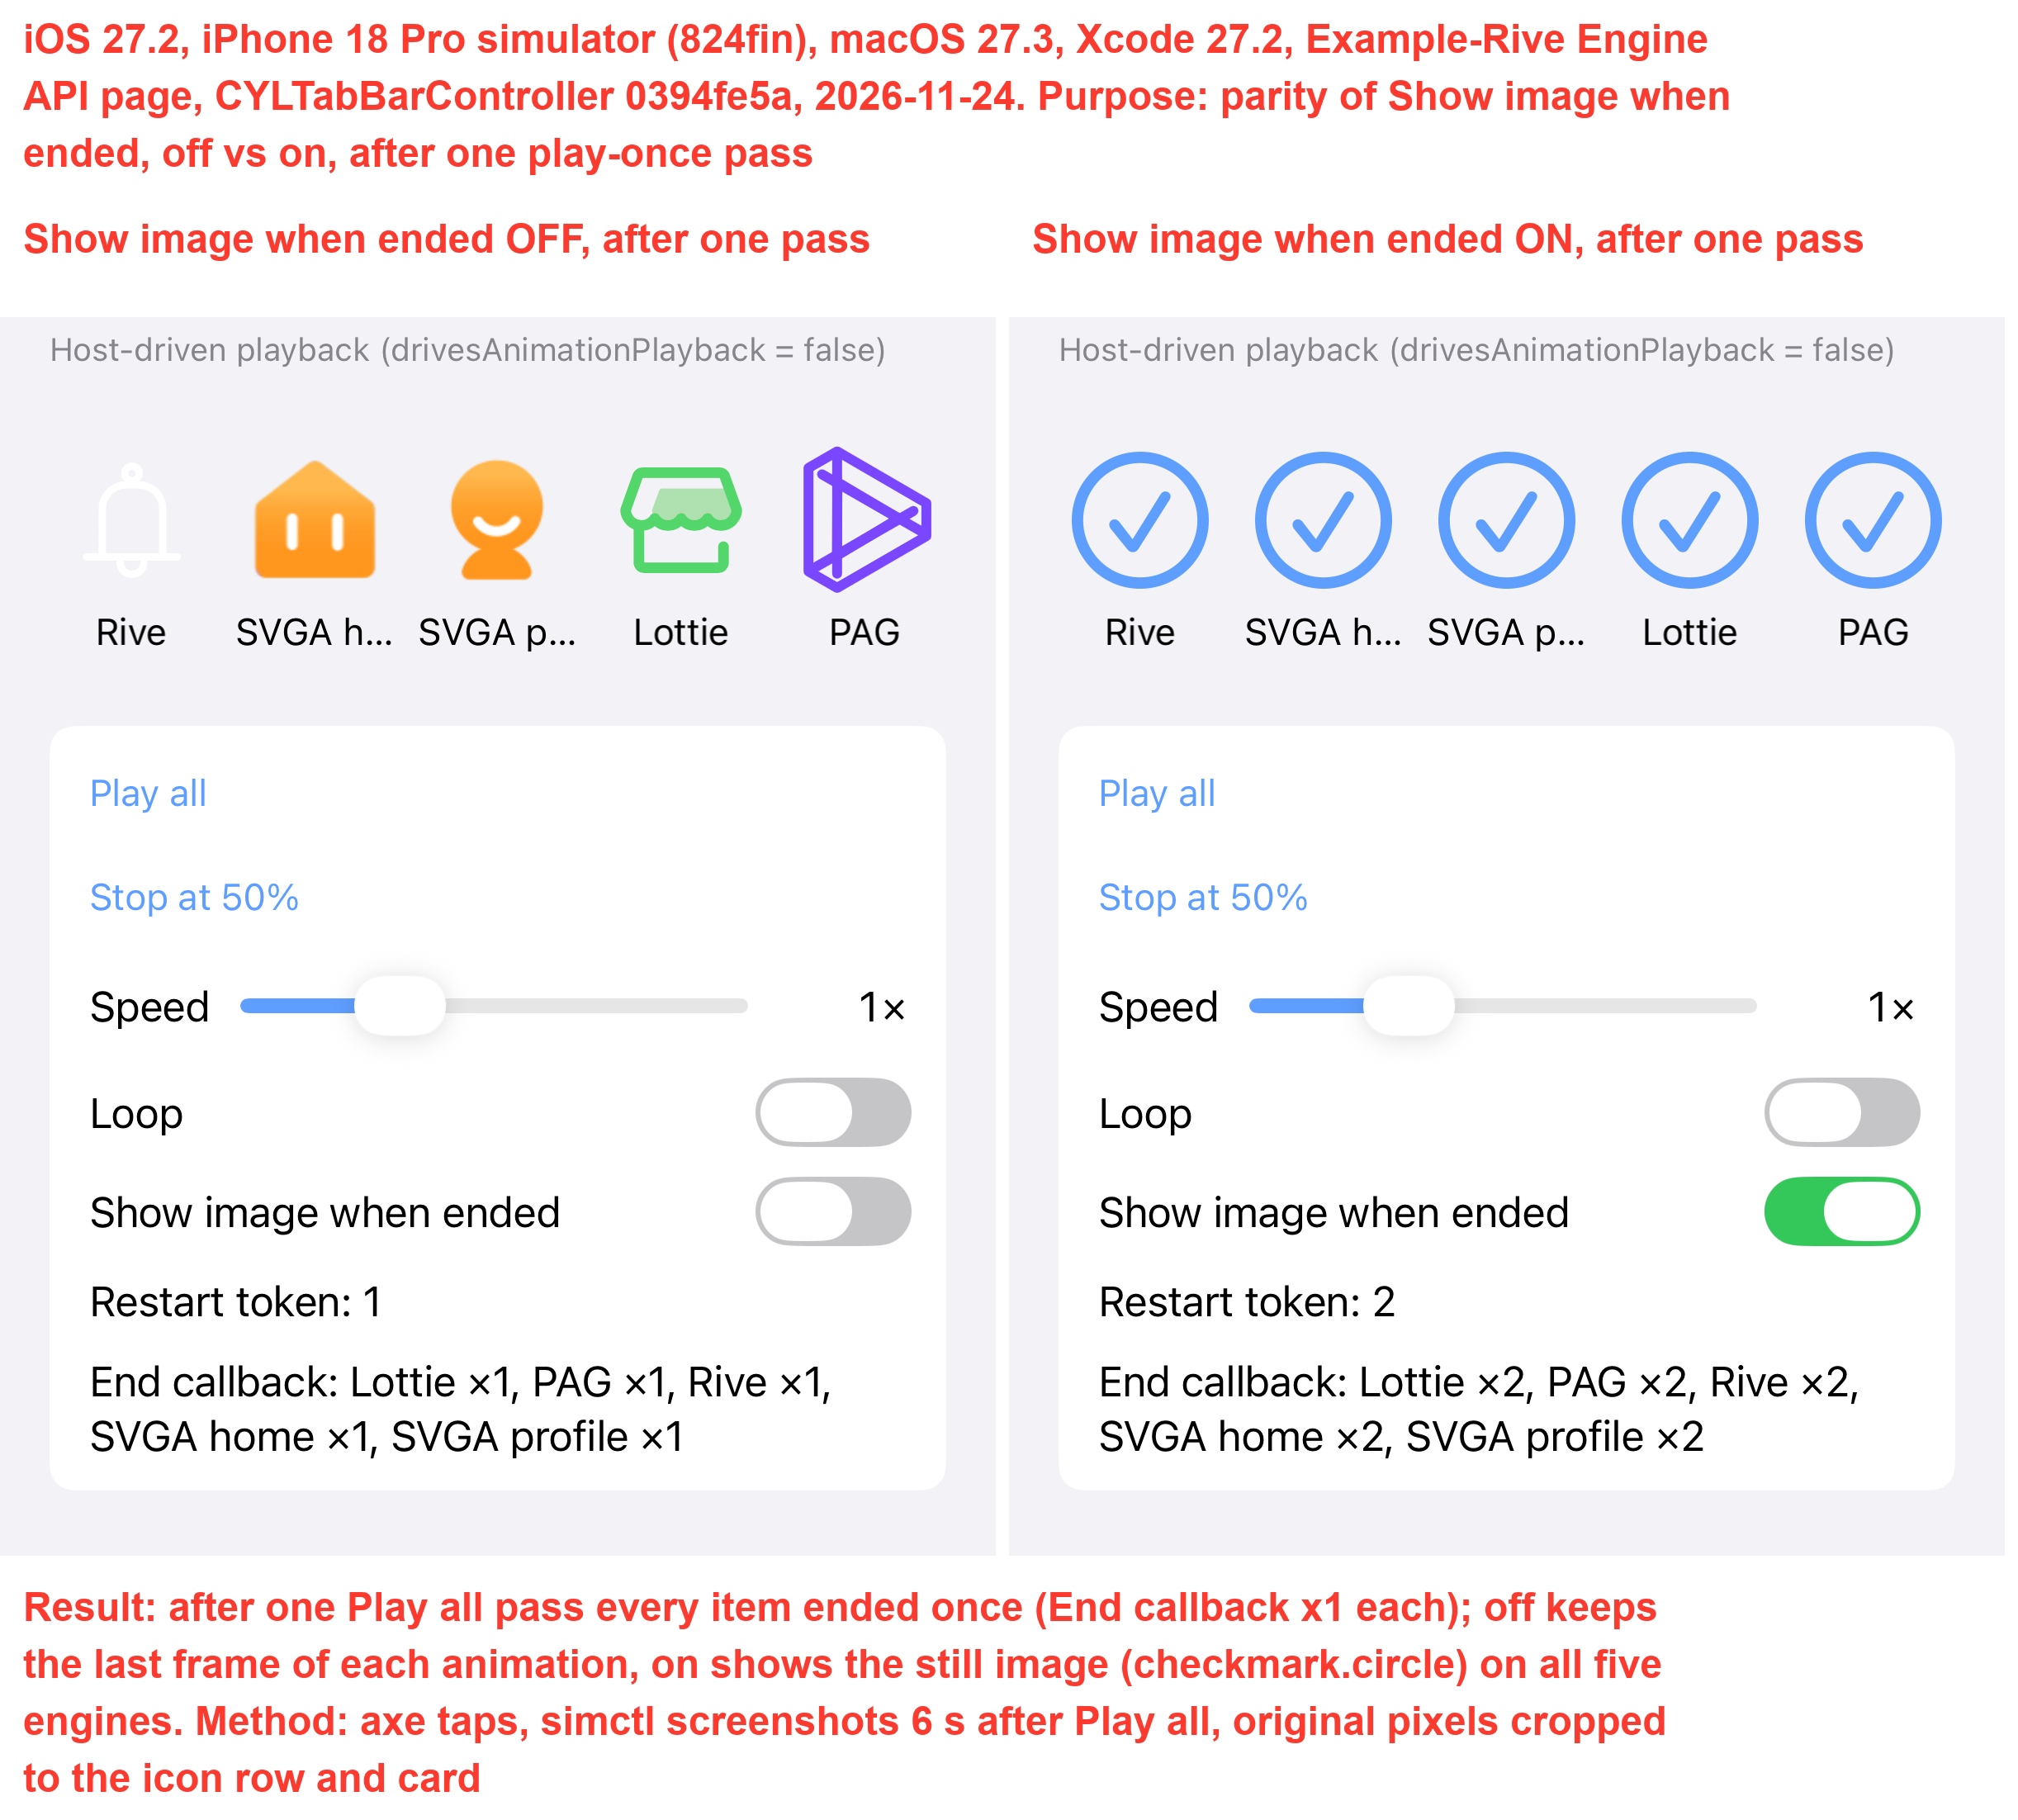 iOS 27.2, iPhone 18 Pro simulator (824fin), macOS 27.3, Xcode 27.2, Example-Rive Engine
API page, CYLTabBarController 0394fe5a, 2026-11-24. Purpose: parity of Show image when
ended, off vs on, after one play-once pass
Show image when ended OFF, after one pass
Host-driven playback (drivesAnimationPlayback = false)
Rive
SVGA h...
SVGA p...
Lottie
PAG
Play all
Stop at 50%
Speed
1×
Loop
Show image when ended
Restart token: 1
End callback: Lottie ×1, PAG ×1, Rive ×1,
SVGA home ×1, SVGA profile ×1
Show image when ended ON, after one pass
Host-driven playback (drivesAnimationPlayback = false)
Rive
SVGA h...
SVGA p...
Lottie
PAG
Play all
Stop at 50%
Speed
1×
Loop
Show image when ended
Restart token: 2
End callback: Lottie ×2, PAG ×2, Rive ×2,
SVGA home ×2, SVGA profile ×2
Result: after one Play all pass every item ended once (End callback x1 each); off keeps
the last frame of each animation, on shows the still image (checkmark.circle) on all five
engines. Method: axe taps, simctl screenshots 6 s after Play all, original pixels cropped
to the icon row and card